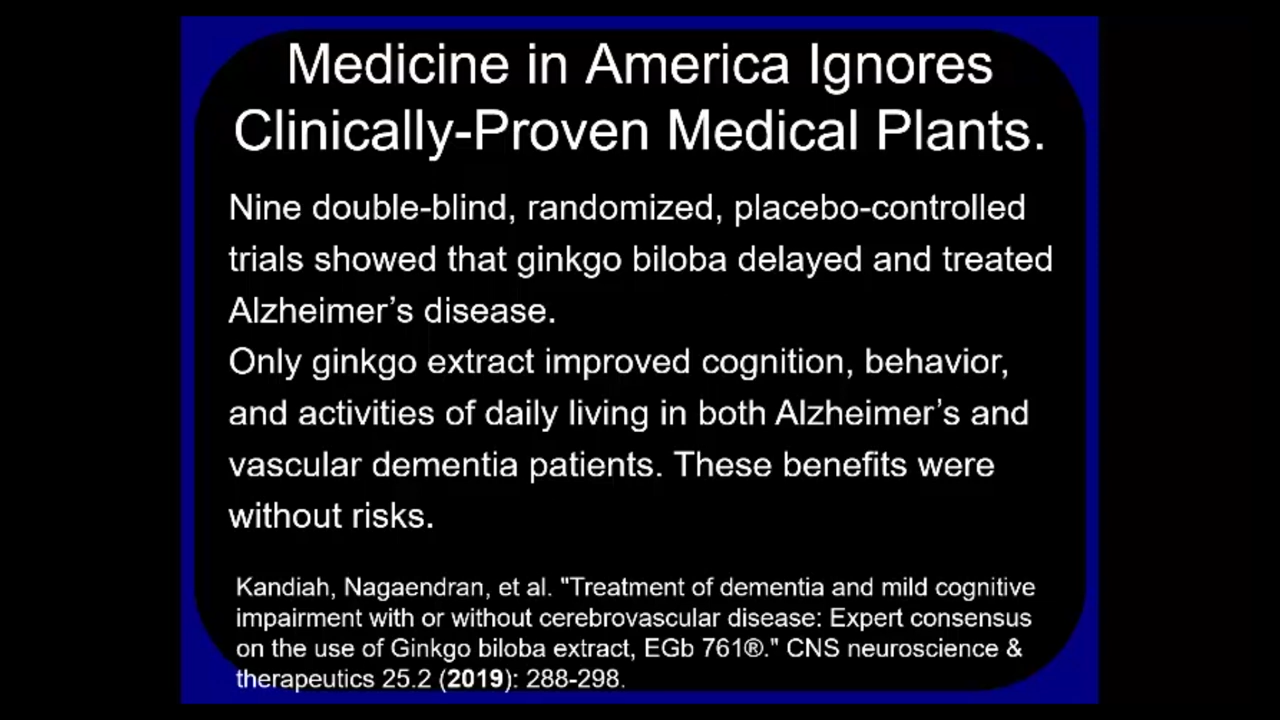 Medicine in America Ignores
Clinically-Proven Medical Plants.
Nine double-blind, randomized, placebo-controlled
trials showed that ginkgo biloba delayed and treated
Alzheimer’s disease.
Only ginkgo extract improved cognition, behavior,
and activities of daily living in both Alzheimer’s and
vascular dementia patients. These benefits were
without risks.
Kandiah, Nagaendran, et al. "Treatment of dementia and mild cognitive
impairment with or without cerebrovascular disease: Expert consensus
on the use of Ginkgo biloba extract, EGb 761®." CNS neuroscience &
therapeutics 25.2 (2019): 288-298.